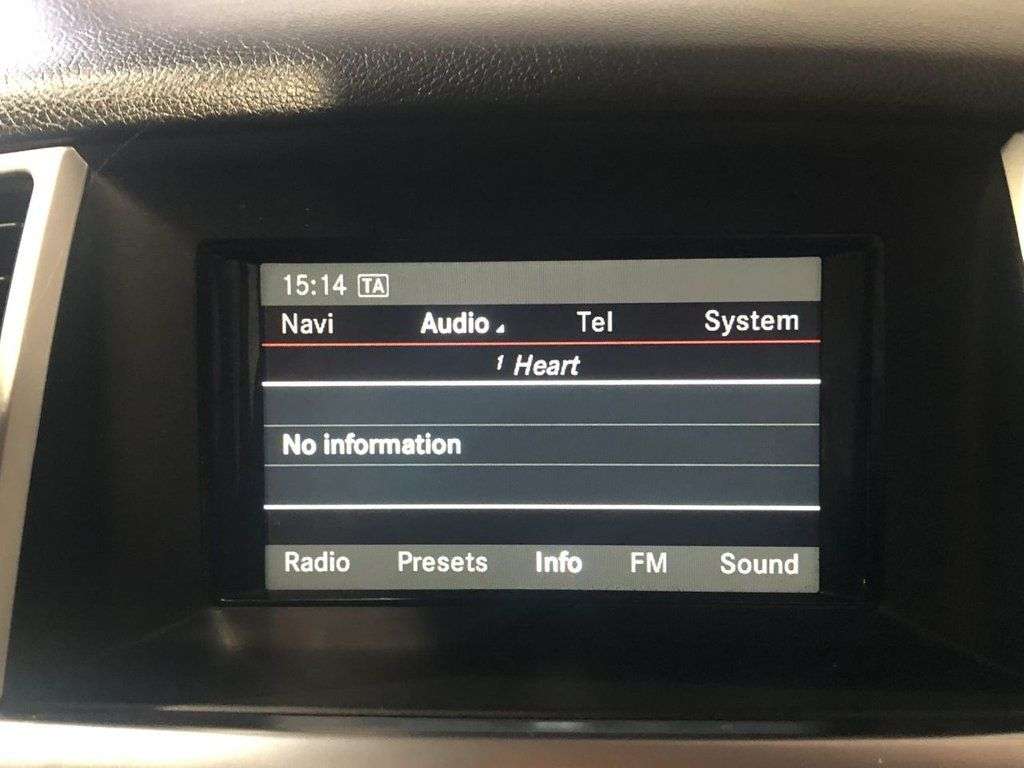 15:14 TA
Navi Audio Tel System
1 Heart
No information
Radio Presets Info FM Sound